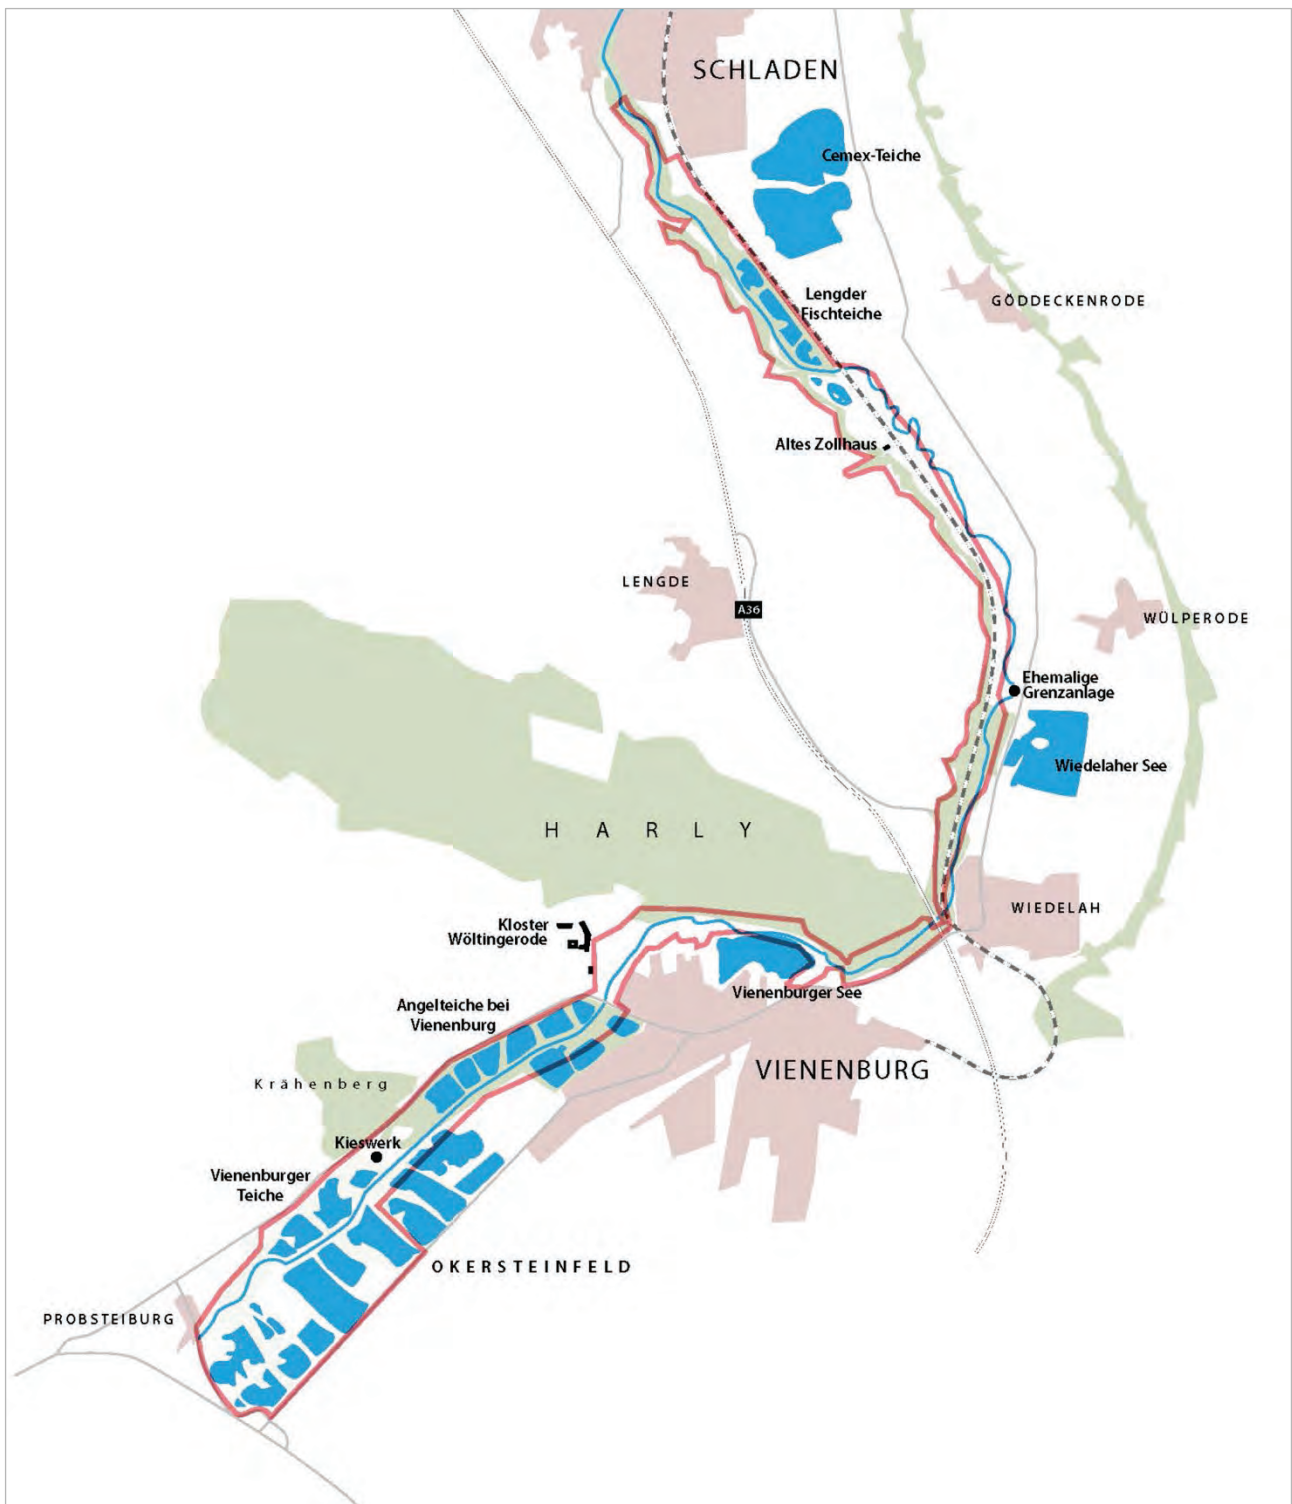 SCHLADEN
Cemex-Teiche
Lengder
Fischteiche
GÖDDECKENRODE
Altes Zollhaus
LENGDE
A36
WÜLPERODE
Ehemalige
Grenzanlage
Wiedelaher See
HARLY
WIEDELAH
Kloster
Wöltingerode
Vienenburger See
Angelteiche bei
Vienenburg
VIENENBURG
Krähenberg
Kieswerk
Vienenburger
Teiche
OKERSTEINFELD
PROBSTEIBURG